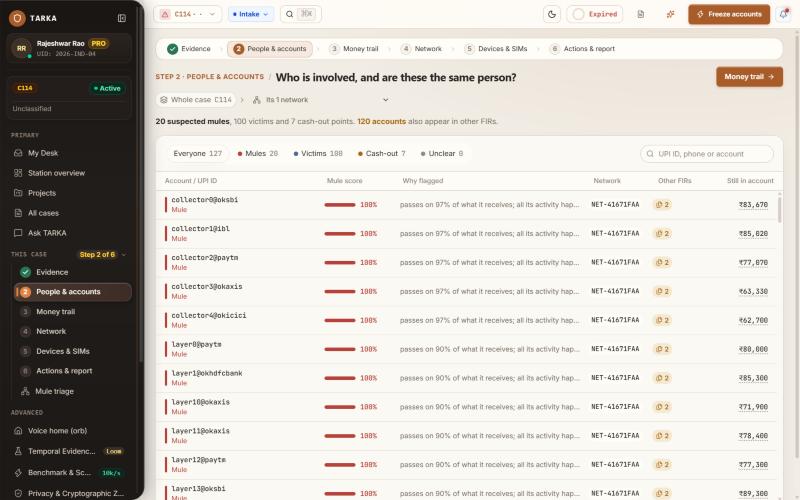 TARKA
RR
Rajeshwar Rao PRO
UID: 2026-IND-04
C114
Active
Unclassified
PRIMARY
My Desk
Station overview
Projects
All cases
Ask TARKA
THIS CASE Step 2 of 6
Evidence
2 People & accounts
3 Money trail
4 Network
5 Devices & SIMs
6 Actions & report
Mule triage
ADVANCED
Voice home (orb)
Temporal Evidenc... Loom
Benchmark & Sc... 10k/s
Privacy & Cryptographic Z...
C114 · ·
Intake
⌘K
Expired
Freeze accounts
Evidence
2 People & accounts
3 Money trail
4 Network
5 Devices & SIMs
6 Actions & report
STEP 2 · PEOPLE & ACCOUNTS / Who is involved, and are these the same person?
Money trail →
Whole case C114 > Its 1 network
20 suspected mules, 100 victims and 7 cash-out points. 120 accounts also appear in other FIRs.
Everyone 127 Mules 20 Victims 100 Cash-out 7 Unclear 0
UPI ID, phone or account
Account / UPI ID Mule score Why flagged Network Other FIRs Still in account
collector0@oksbi 100% passes on 97% of what it receives; all its activity hap... NET-41671FAA 2 ₹83,670
Mule
collector1@ibl 100% passes on 97% of what it receives; all its activity hap... NET-41671FAA 2 ₹85,020
Mule
collector2@paytm 100% passes on 97% of what it receives; all its activity hap... NET-41671FAA 2 ₹77,070
Mule
collector3@okaxis 100% passes on 97% of what it receives; all its activity hap... NET-41671FAA 2 ₹63,330
Mule
collector4@okicici 100% passes on 97% of what it receives; all its activity hap... NET-41671FAA 2 ₹62,700
Mule
layer0@paytm 100% passes on 90% of what it receives; all its activity hap... NET-41671FAA 2 ₹80,000
Mule
layer1@okhdfcbank 100% passes on 90% of what it receives; all its activity hap... NET-41671FAA 2 ₹85,300
Mule
layer10@okaxis 100% passes on 90% of what it receives; all its activity hap... NET-41671FAA 2 ₹71,900
Mule
layer11@okaxis 100% passes on 90% of what it receives; all its activity hap... NET-41671FAA 2 ₹78,400
Mule
layer12@paytm 100% passes on 90% of what it receives; all its activity hap... NET-41671FAA 2 ₹77,300
Mule
layer13@oksbi 100% passes on 90% of what it receives; all its activity hap... NET-41671FAA 2 ₹89,300
Mule